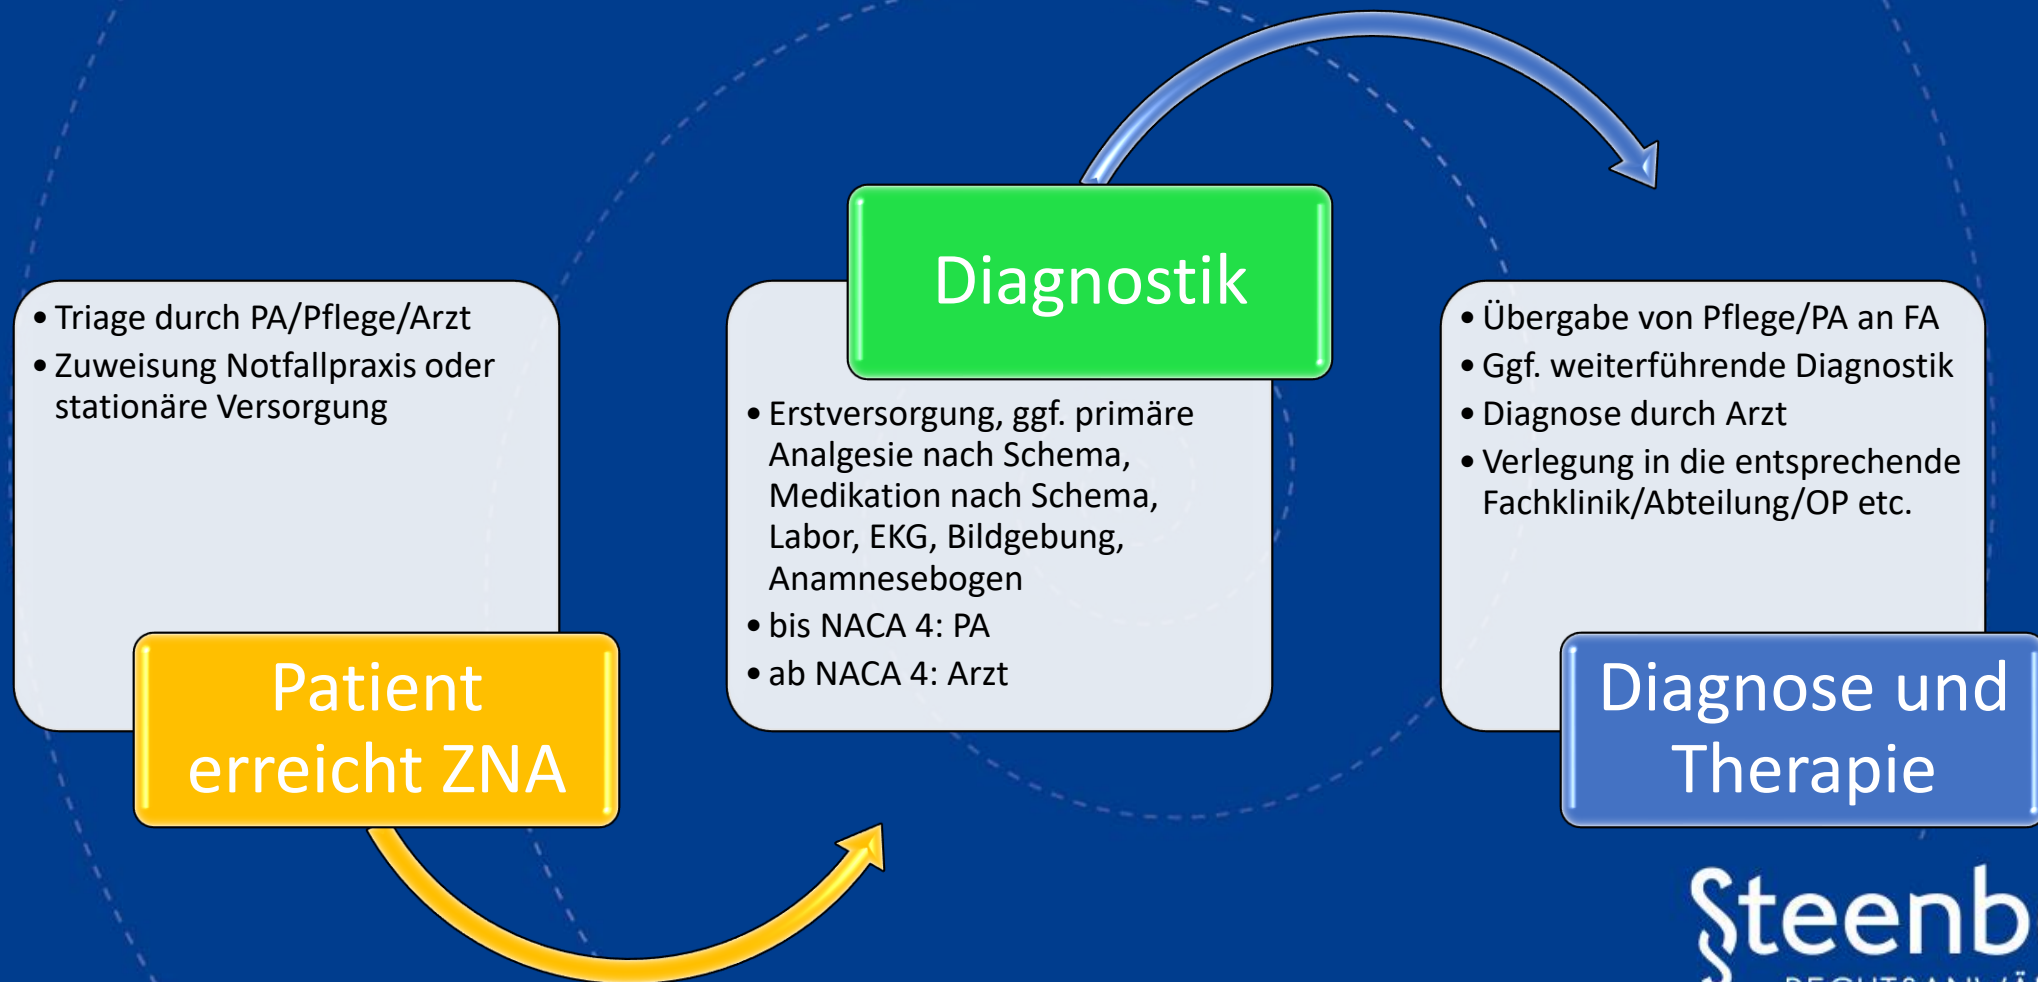 • Triage durch PA/Pflege/Arzt
• Zuweisung Notfallpraxis oder
stationäre Versorgung
Patient
erreicht ZNA
Diagnostik
• Erstversorgung, ggf. primäre
Analgesie nach Schema,
Medikation nach Schema,
Labor, EKG, Bildgebung,
Anamnesebogen
• bis NACA 4: PA
• ab NACA 4: Arzt
• Übergabe von Pflege/PA an FA
• Ggf. weiterführende Diagnostik
• Diagnose durch Arzt
• Verlegung in die entsprechende
Fachklinik/Abteilung/OP etc.
Diagnose und
Therapie
Steenb